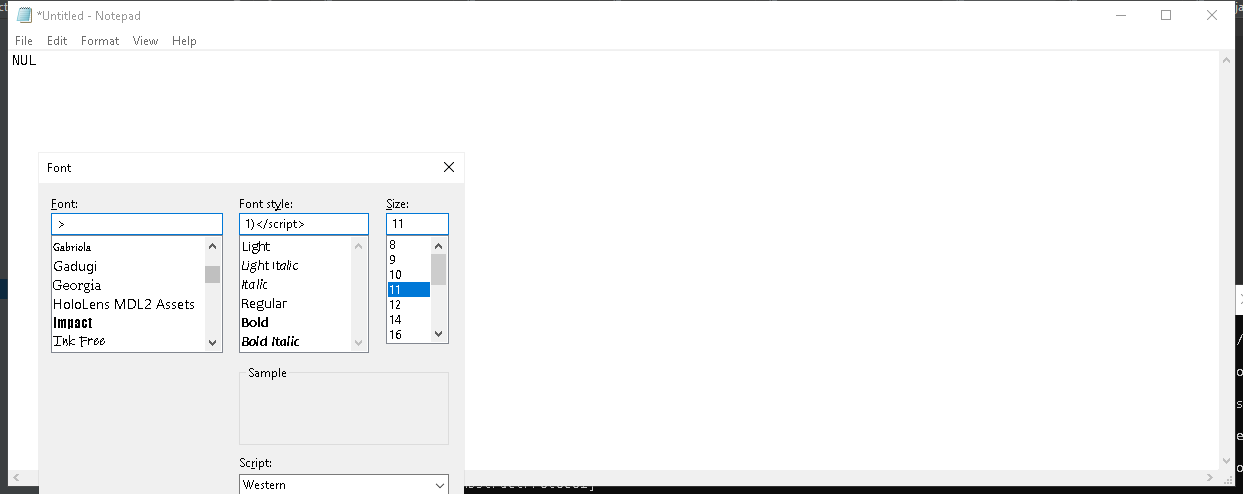 *Untitled - Notepad
File Edit Format View Help
NUL
Font
Font: Font style: Size:
> 1)</script> 11
Gabriola Light 8
Gadugi Light Italic 9
Georgia Italic 10
HoloLens MDL2 Assets Regular 11
Impact Bold 12
Ink Free Bold Italic 14
16
Sample
Script:
Western